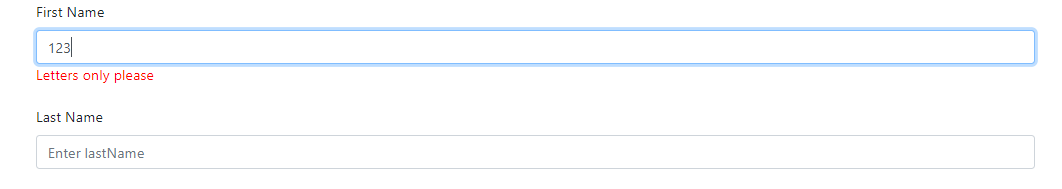 First Name
123
Letters only please
Last Name
Enter lastName